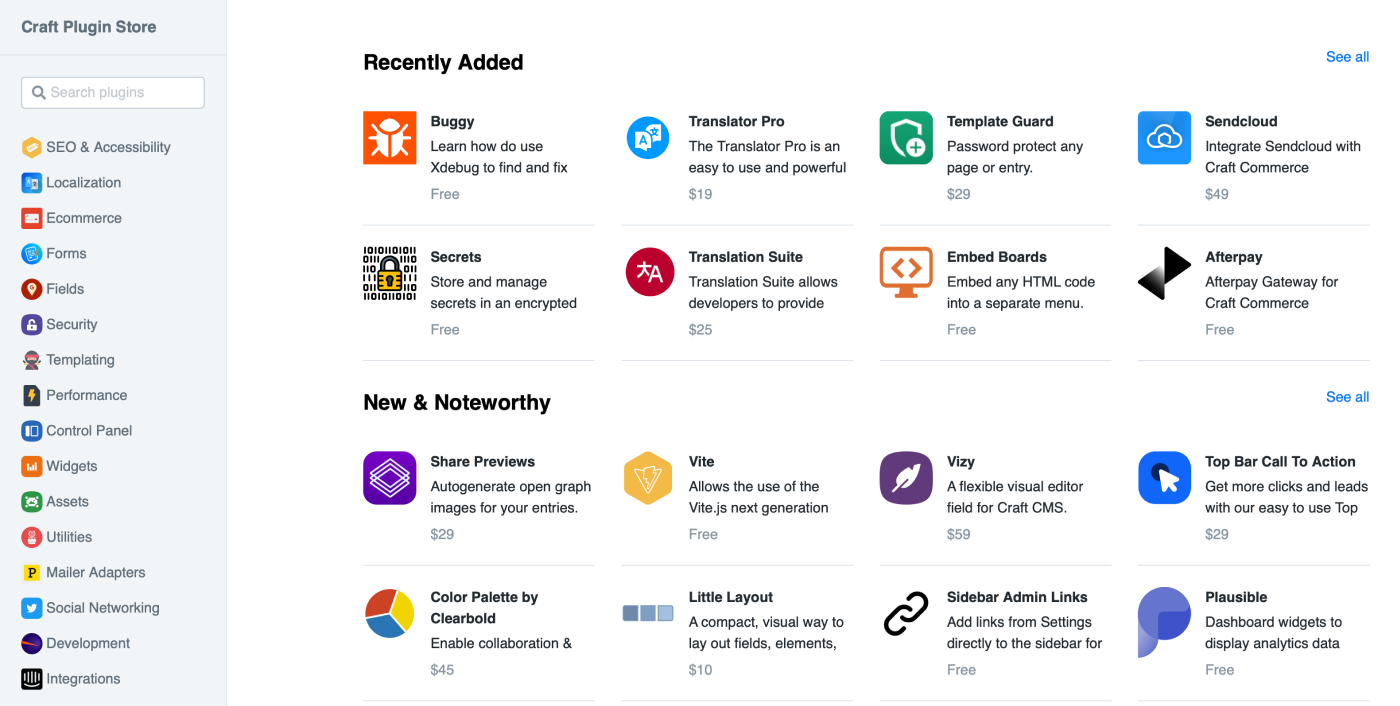 Craft Plugin Store
Search plugins
SEO & Accessibility
Localization
Ecommerce
Forms
Fields
Security
Templating
Performance
Control Panel
Widgets
Assets
Utilities
Mailer Adapters
Social Networking
Development
Integrations
Recently Added
See all
Buggy
Learn how do use
Xdebug to find and fix
Free
Translator Pro
The Translator Pro is an
easy to use and powerful
$19
Template Guard
Password protect any
page or entry.
$29
Sendcloud
Integrate Sendcloud with
Craft Commerce
$49
Secrets
Store and manage
secrets in an encrypted
Free
Translation Suite
Translation Suite allows
developers to provide
$25
Embed Boards
Embed any HTML code
into a separate menu.
Free
Afterpay
Afterpay Gateway for
Craft Commerce
Free
New & Noteworthy
See all
Share Previews
Autogenerate open graph
images for your entries.
$29
Vite
Allows the use of the
Vite.js next generation
Free
Vizy
A flexible visual editor
field for Craft CMS.
$59
Top Bar Call To Action
Get more clicks and leads
with our easy to use Top
$29
Color Palette by
Clearbold
Enable collaboration &
$45
Little Layout
A compact, visual way to
lay out fields, elements,
$10
Sidebar Admin Links
Add links from Settings
directly to the sidebar for
Free
Plausible
Dashboard widgets to
display analytics data
Free